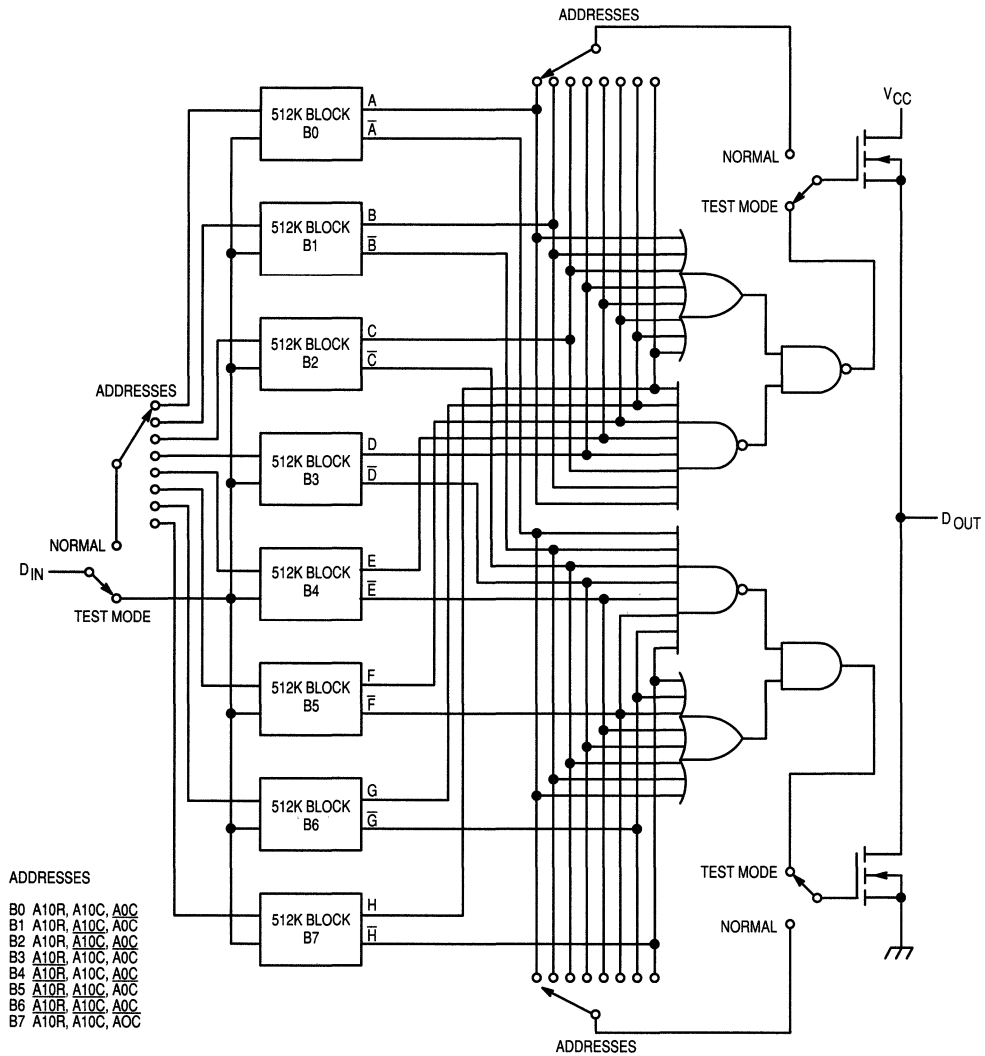 ADDRESSES
V_CC
512K BLOCK
B0
A
A̅
NORMAL
TEST MODE
512K BLOCK
B1
B
B̅
512K BLOCK
B2
C
C̅
ADDRESSES
512K BLOCK
B3
D
D̅
D_OUT
NORMAL
D_IN
TEST MODE
512K BLOCK
B4
E
E̅
512K BLOCK
B5
F
F̅
512K BLOCK
B6
G
G̅
TEST MODE
NORMAL
512K BLOCK
B7
H
H̅
ADDRESSES
ADDRESSES
B0 A10R, A10C, A0C
B1 A10R, A10C, A0C
B2 A10R, A10C, A0C
B3 A10R, A10C, A0C
B4 A10R, A10C, A0C
B5 A10R, A10C, A0C
B6 A10R, A10C, A0C
B7 A10R, A10C, AOC